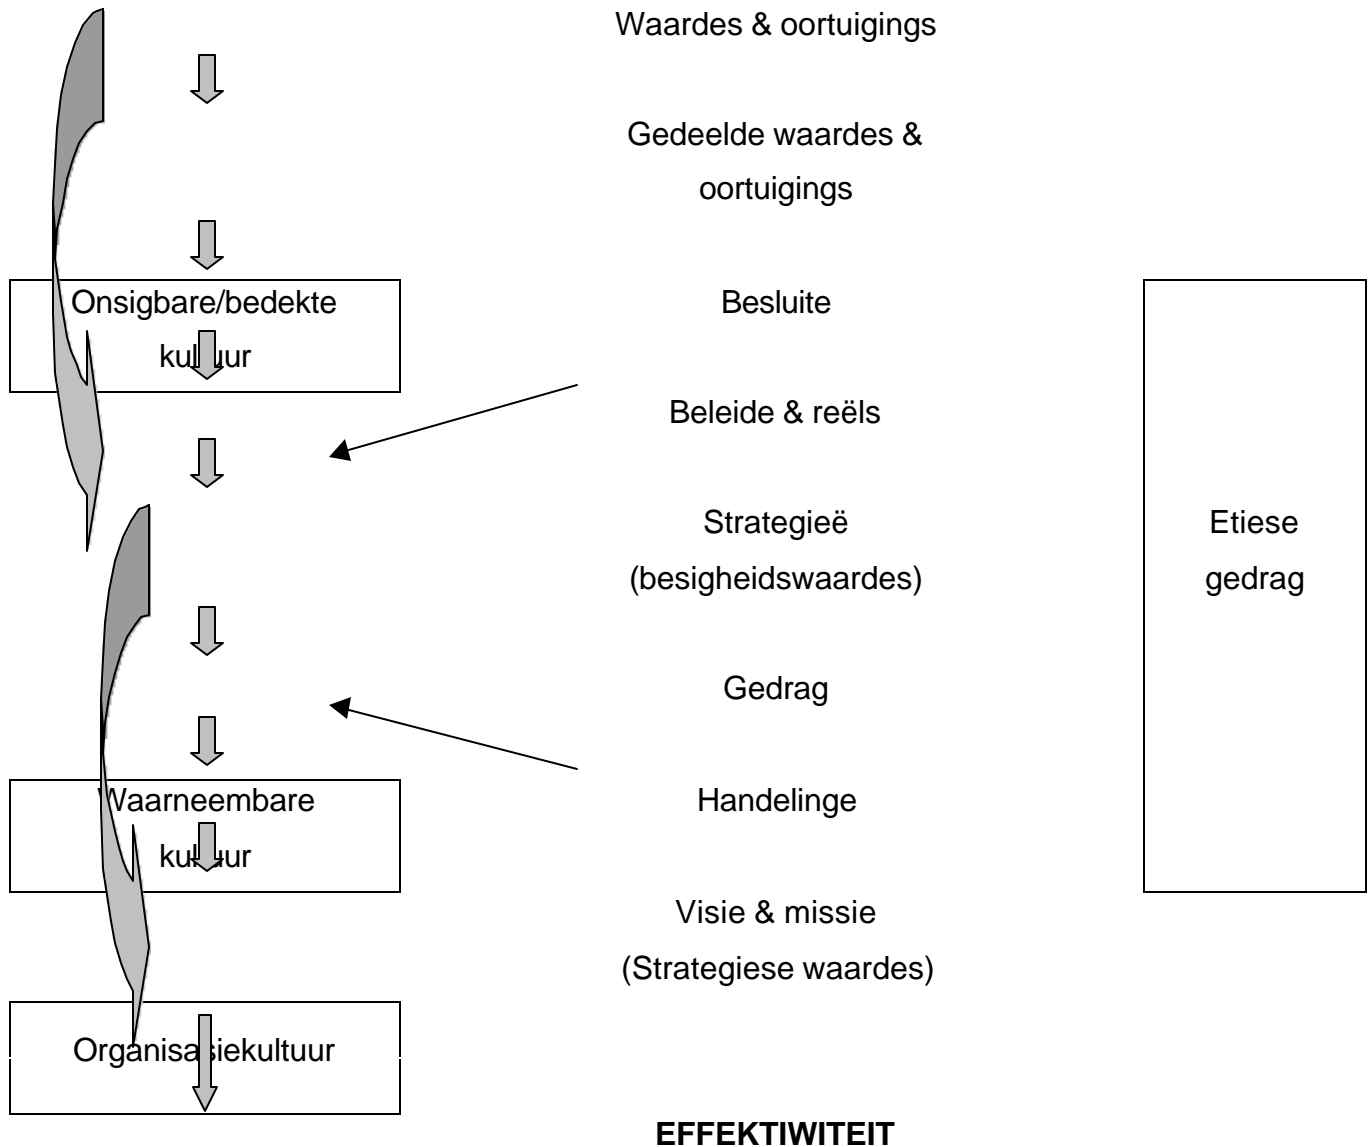 Waardes & oortuigings
Gedeelde waardes &
oortuigings
Onsigbare/bedekte
kultuur
Besluite
Beleide & reëls
Strategieë
(besigheidswaardes)
Etiese
gedrag
Gedrag
Waarneembare
kultuur
Handelinge
Visie & missie
(Strategiese waardes)
Organisasiekultuur
EFFEKTIWITEIT